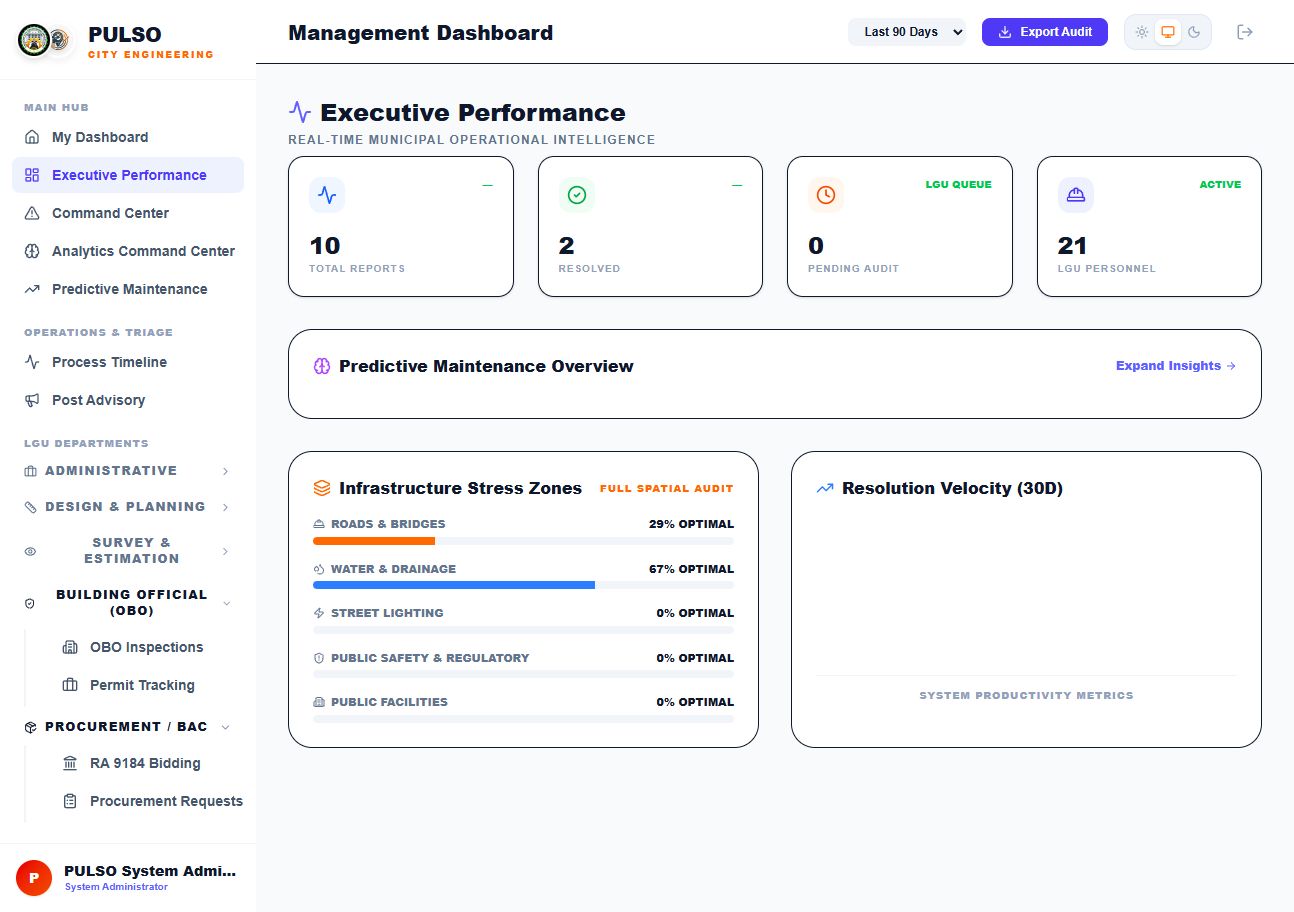 PULSO
CITY ENGINEERING
MAIN HUB
My Dashboard
Executive Performance
Command Center
Analytics Command Center
Predictive Maintenance
OPERATIONS & TRIAGE
Process Timeline
Post Advisory
LGU DEPARTMENTS
ADMINISTRATIVE
DESIGN & PLANNING
SURVEY &
ESTIMATION
BUILDING OFFICIAL
(OBO)
OBO Inspections
Permit Tracking
PROCUREMENT / BAC
RA 9184 Bidding
Procurement Requests
P
PULSO System Admi...
System Administrator
Management Dashboard
Last 90 Days
Export Audit
Executive Performance
REAL-TIME MUNICIPAL OPERATIONAL INTELLIGENCE
—
10
TOTAL REPORTS
—
2
RESOLVED
LGU QUEUE
0
PENDING AUDIT
ACTIVE
21
LGU PERSONNEL
Predictive Maintenance Overview
Expand Insights →
Infrastructure Stress Zones
FULL SPATIAL AUDIT
ROADS & BRIDGES 29% OPTIMAL
WATER & DRAINAGE 67% OPTIMAL
STREET LIGHTING 0% OPTIMAL
PUBLIC SAFETY & REGULATORY 0% OPTIMAL
PUBLIC FACILITIES 0% OPTIMAL
Resolution Velocity (30D)
SYSTEM PRODUCTIVITY METRICS